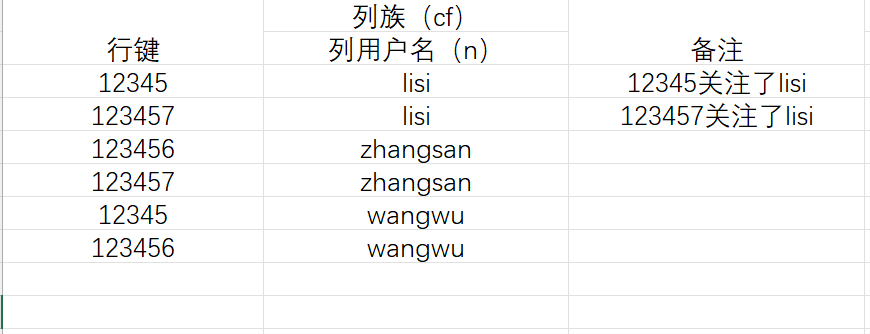 列族（cf）
行键 列用户名（n） 备注
12345 lisi 12345关注了lisi
123457 lisi 123457关注了lisi
123456 zhangsan
123457 zhangsan
12345 wangwu
123456 wangwu